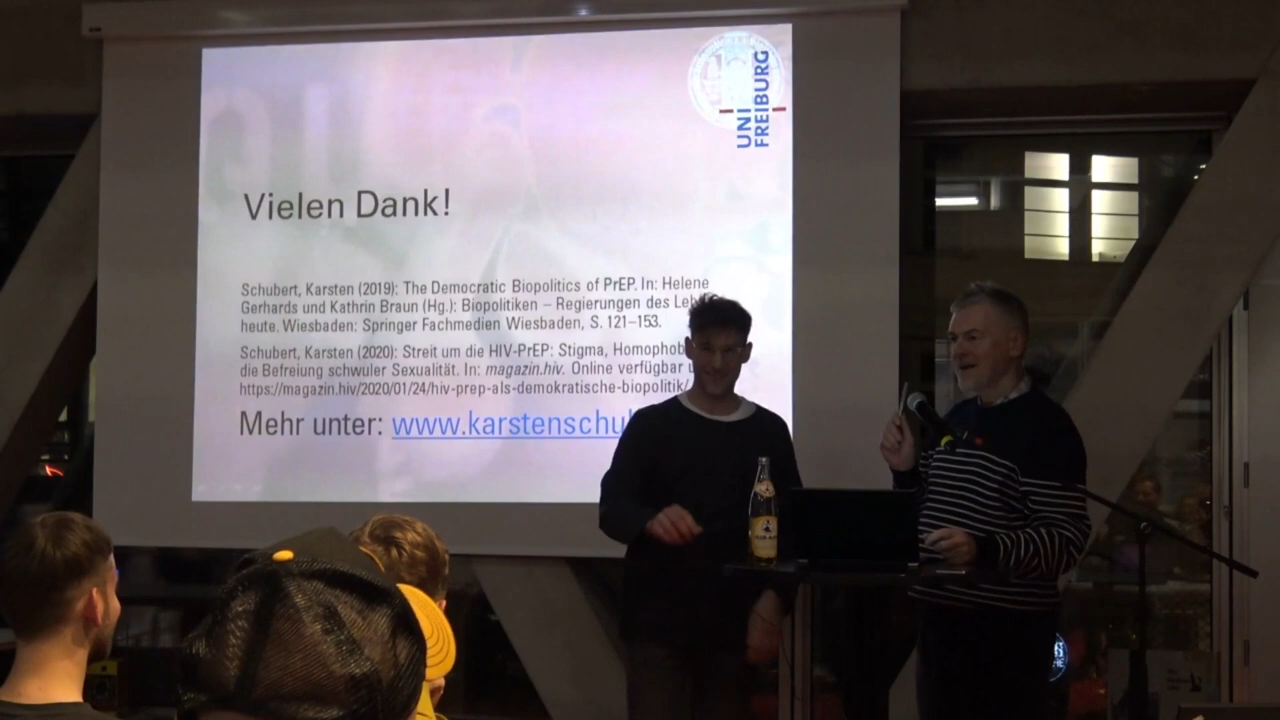 UNI
FREIBURG
Vielen Dank!
Schubert, Karsten (2019): The Democratic Biopolitics of PrEP. In: Helene
Gerhards und Kathrin Braun (Hg.): Biopolitiken – Regierungen des Leb
heute. Wiesbaden: Springer Fachmedien Wiesbaden, S. 121–153.
Schubert, Karsten (2020): Streit um die HIV-PrEP: Stigma, Homophob
die Befreiung schwuler Sexualität. In: magazin.hiv. Online verfügbar u
https://magazin.hiv/2020/01/24/hiv-prep-als-demokratische-biopolitik/
Mehr unter: www.karstenschu